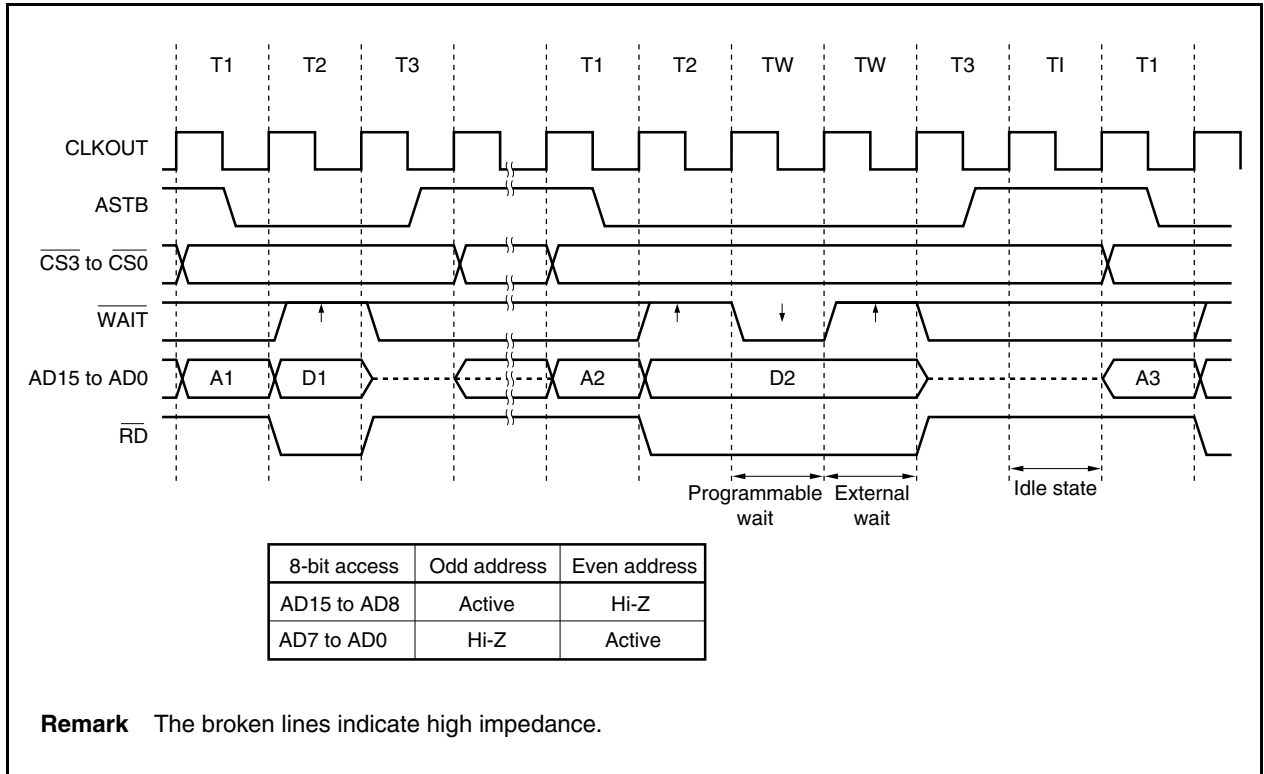 T1 T2 T3 T1 T2 TW TW T3 TI T1
CLKOUT
ASTB
CS3 to CS0
WAIT
AD15 to AD0 A1 D1 A2 D2 A3
RD
Programmable wait
External wait
Idle state
8-bit access Odd address Even address
AD15 to AD8 Active Hi-Z
AD7 to AD0 Hi-Z Active
Remark The broken lines indicate high impedance.